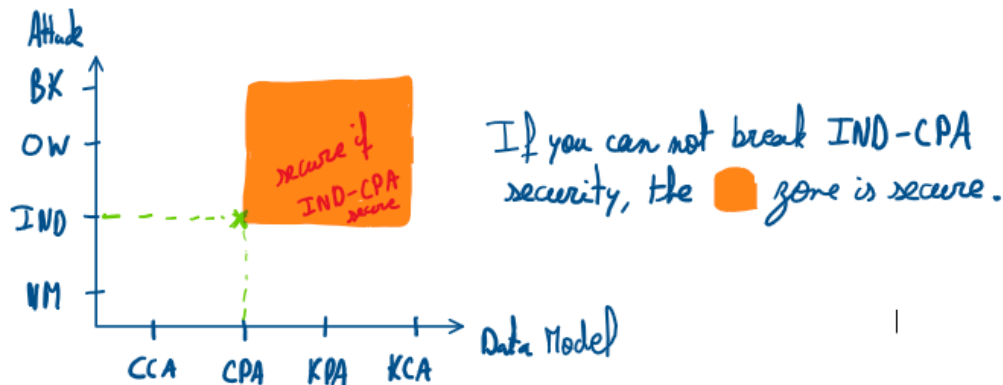 Attack
BK
OW
IND
NM
secure if
IND-CPA
secure
CCA
CPA
KPA
KCA
Data Model
If you can not break IND-CPA
security, the zone is secure.